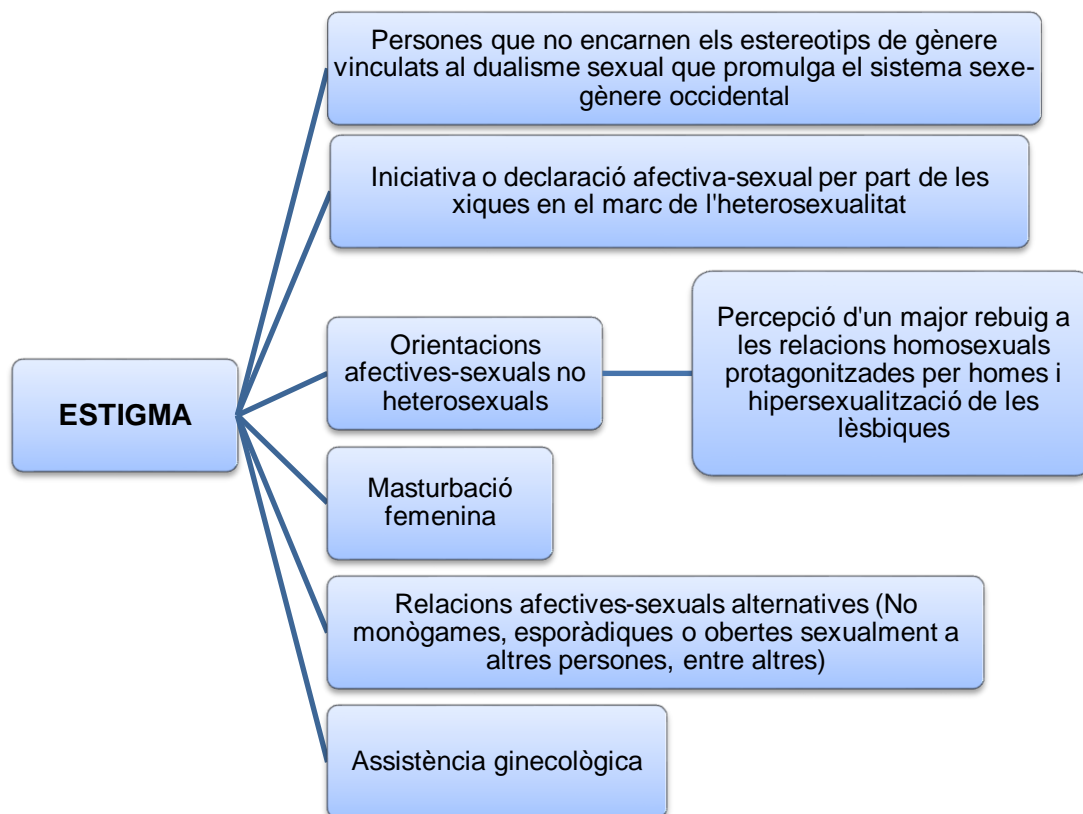 Persones que no encarnen els estereotips de gènere
vinculats al dualisme sexual que promulga el sistema sexe-
gènere occidental
Iniciativa o declaració afectiva-sexual per part de les
xiques en el marc de l'heterosexualitat
ESTIGMA
Orientacions
afectives-sexuals no
heterosexuals
Percepció d'un major rebuig a
les relacions homosexuals
protagonitzades per homes i
hipersexualització de les
lèsbiques
Masturbació
femenina
Relacions afectives-sexuals alternatives (No
monògames, esporàdiques o obertes sexualment a
altres persones, entre altres)
Assistència ginecològica